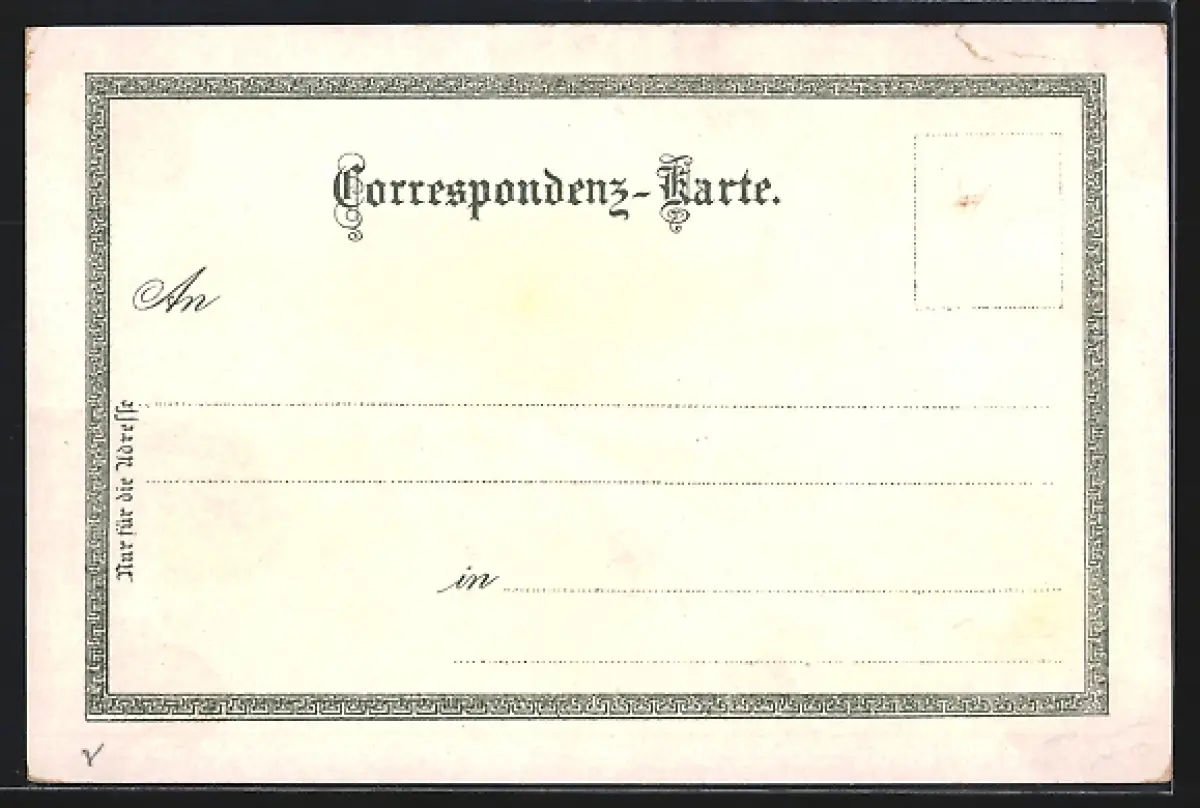 Correspondenz-Karte.
An
Nur für die Adresse
in